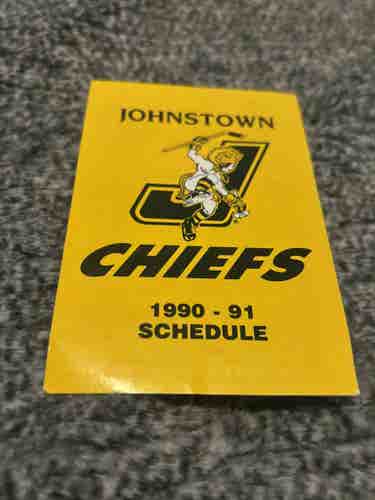 JOHNSTOWN
J
CHIEFS
1990 - 91
SCHEDULE